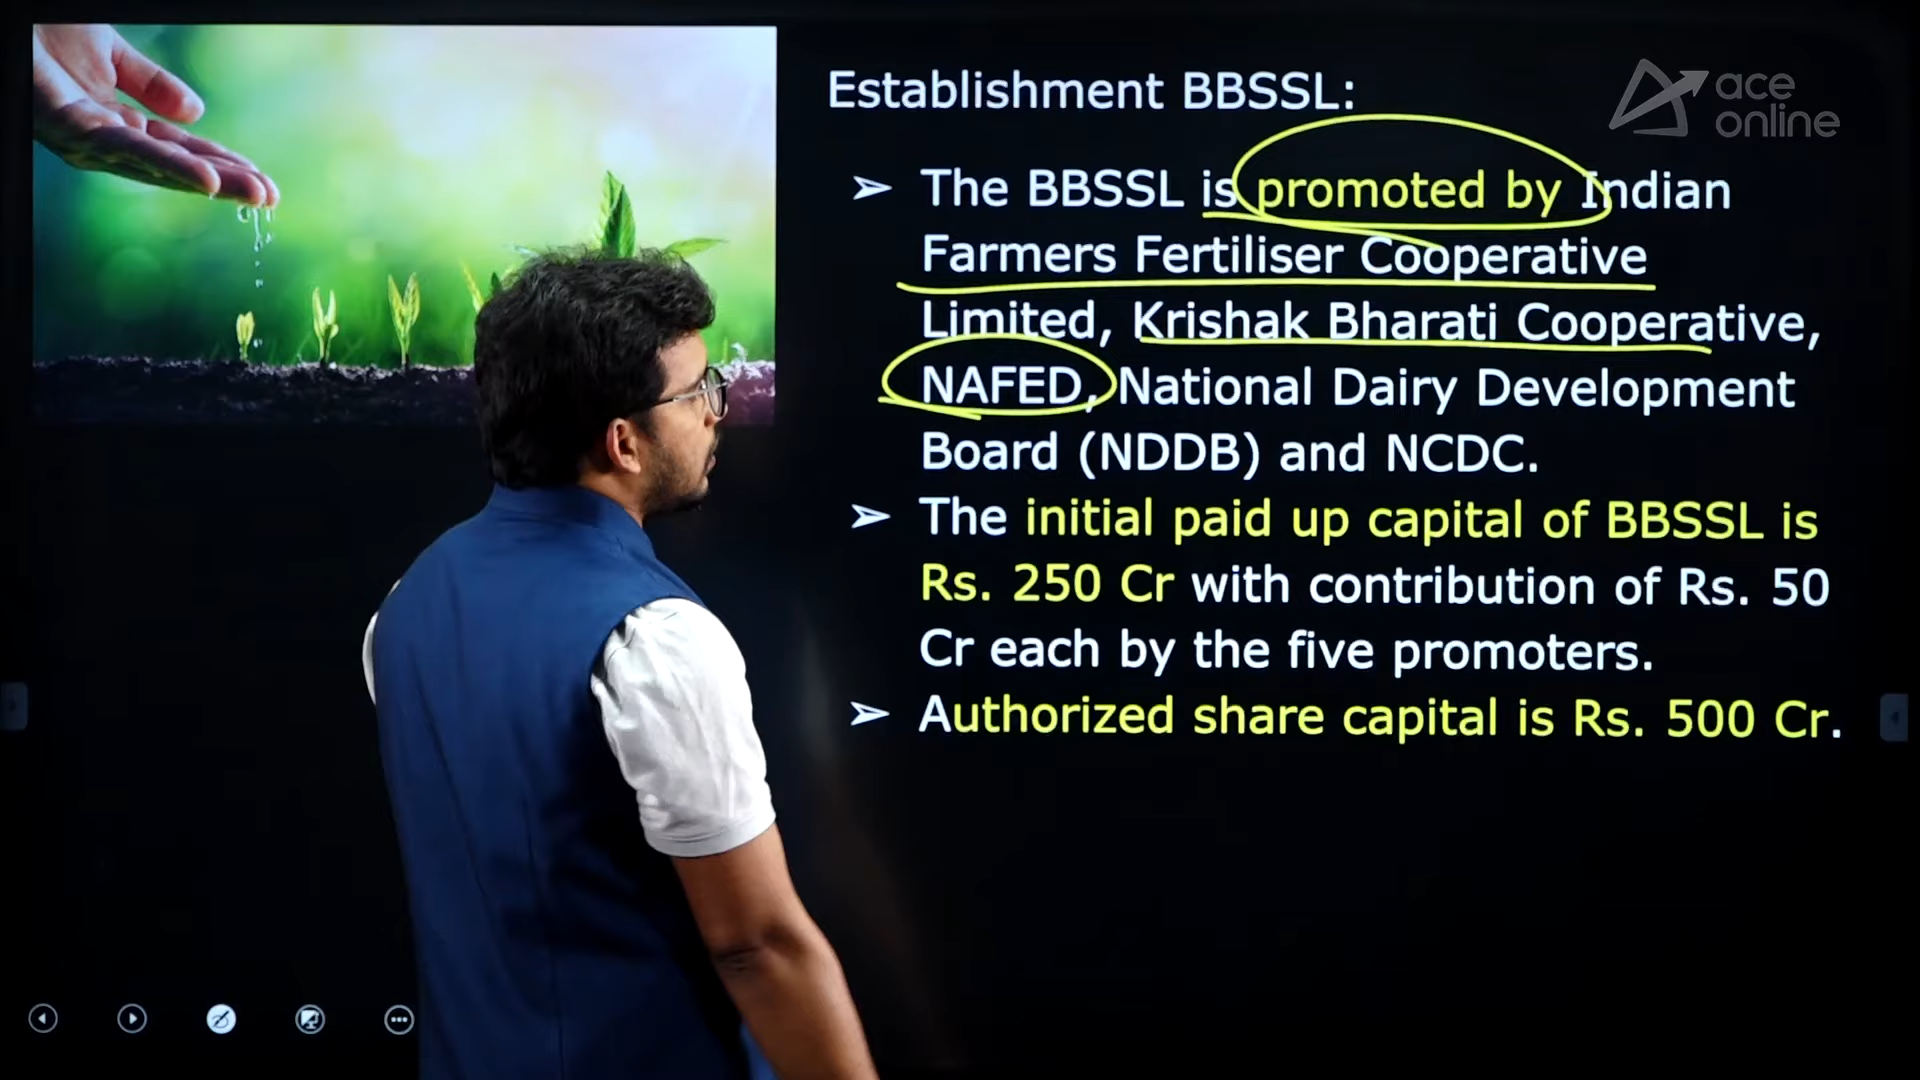 ace
online
Establishment BBSSL:
➢ The BBSSL is promoted by Indian
Farmers Fertiliser Cooperative
Limited, Krishak Bharati Cooperative,
NAFED, National Dairy Development
Board (NDDB) and NCDC.
➢ The initial paid up capital of BBSSL is
Rs. 250 Cr with contribution of Rs. 50
Cr each by the five promoters.
➢ Authorized share capital is Rs. 500 Cr.